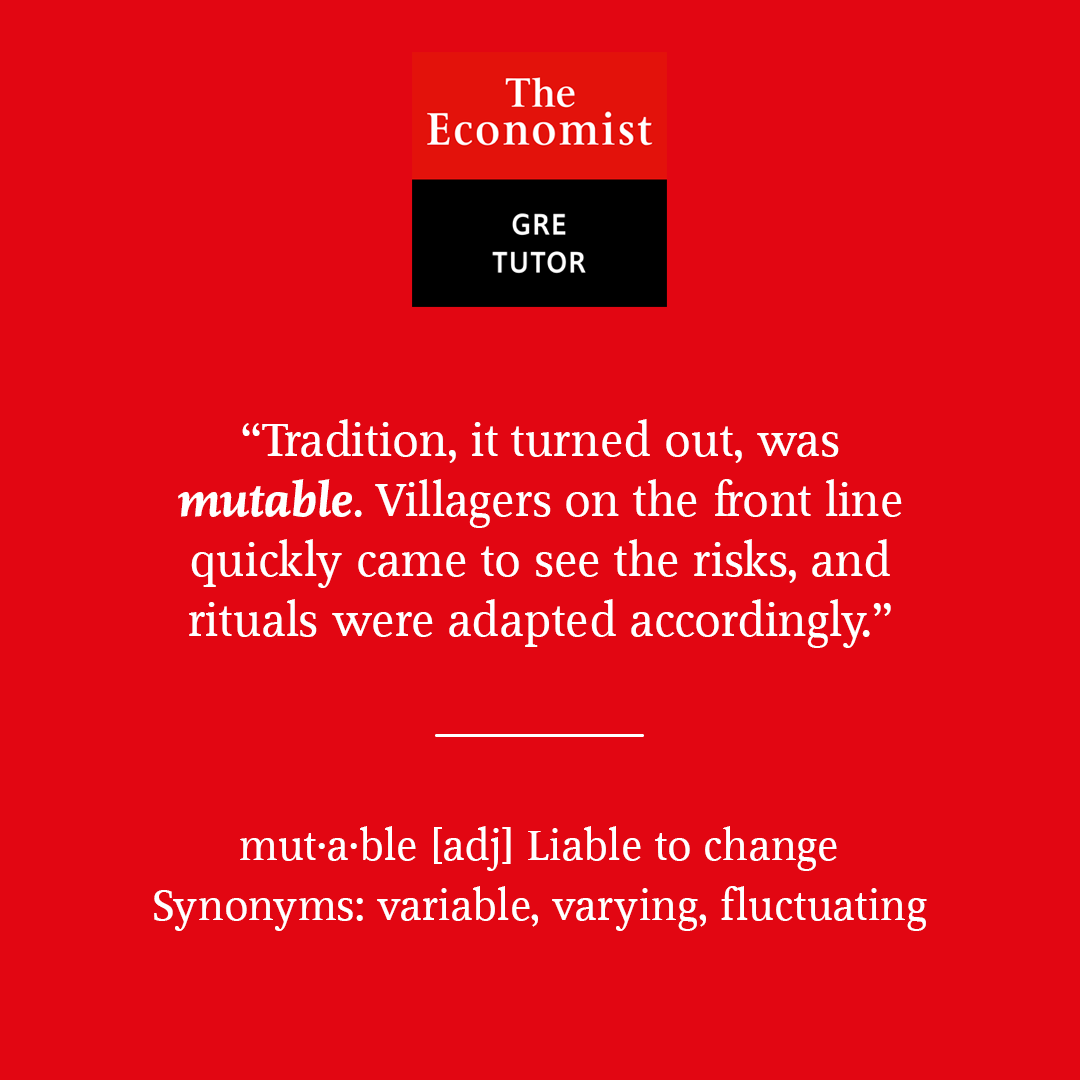 The
Economist
GRE
TUTOR
“Tradition, it turned out, was
mutable. Villagers on the front line
quickly came to see the risks, and
rituals were adapted accordingly.”
mut·a·ble [adj] Liable to change
Synonyms: variable, varying, fluctuating